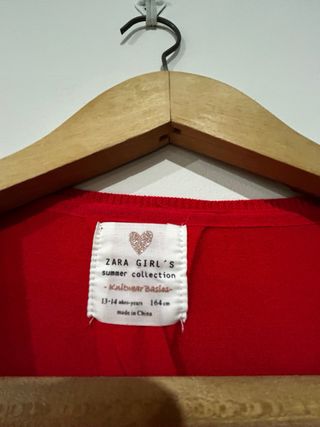 ZARA GIRL'S
summer collection
-Knitwear Basics-
13-14 años-years 164 cm
made in China